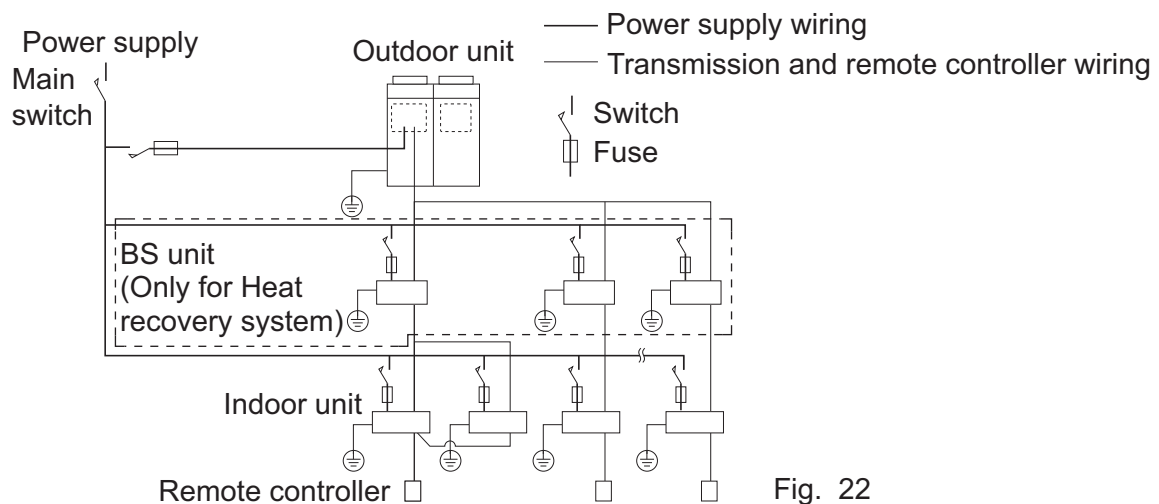 Power supply
Main
switch
Outdoor unit
Power supply wiring
Transmission and remote controller wiring
Switch
Fuse
BS unit
(Only for Heat
recovery system)
Indoor unit
Remote controller
Fig. 22